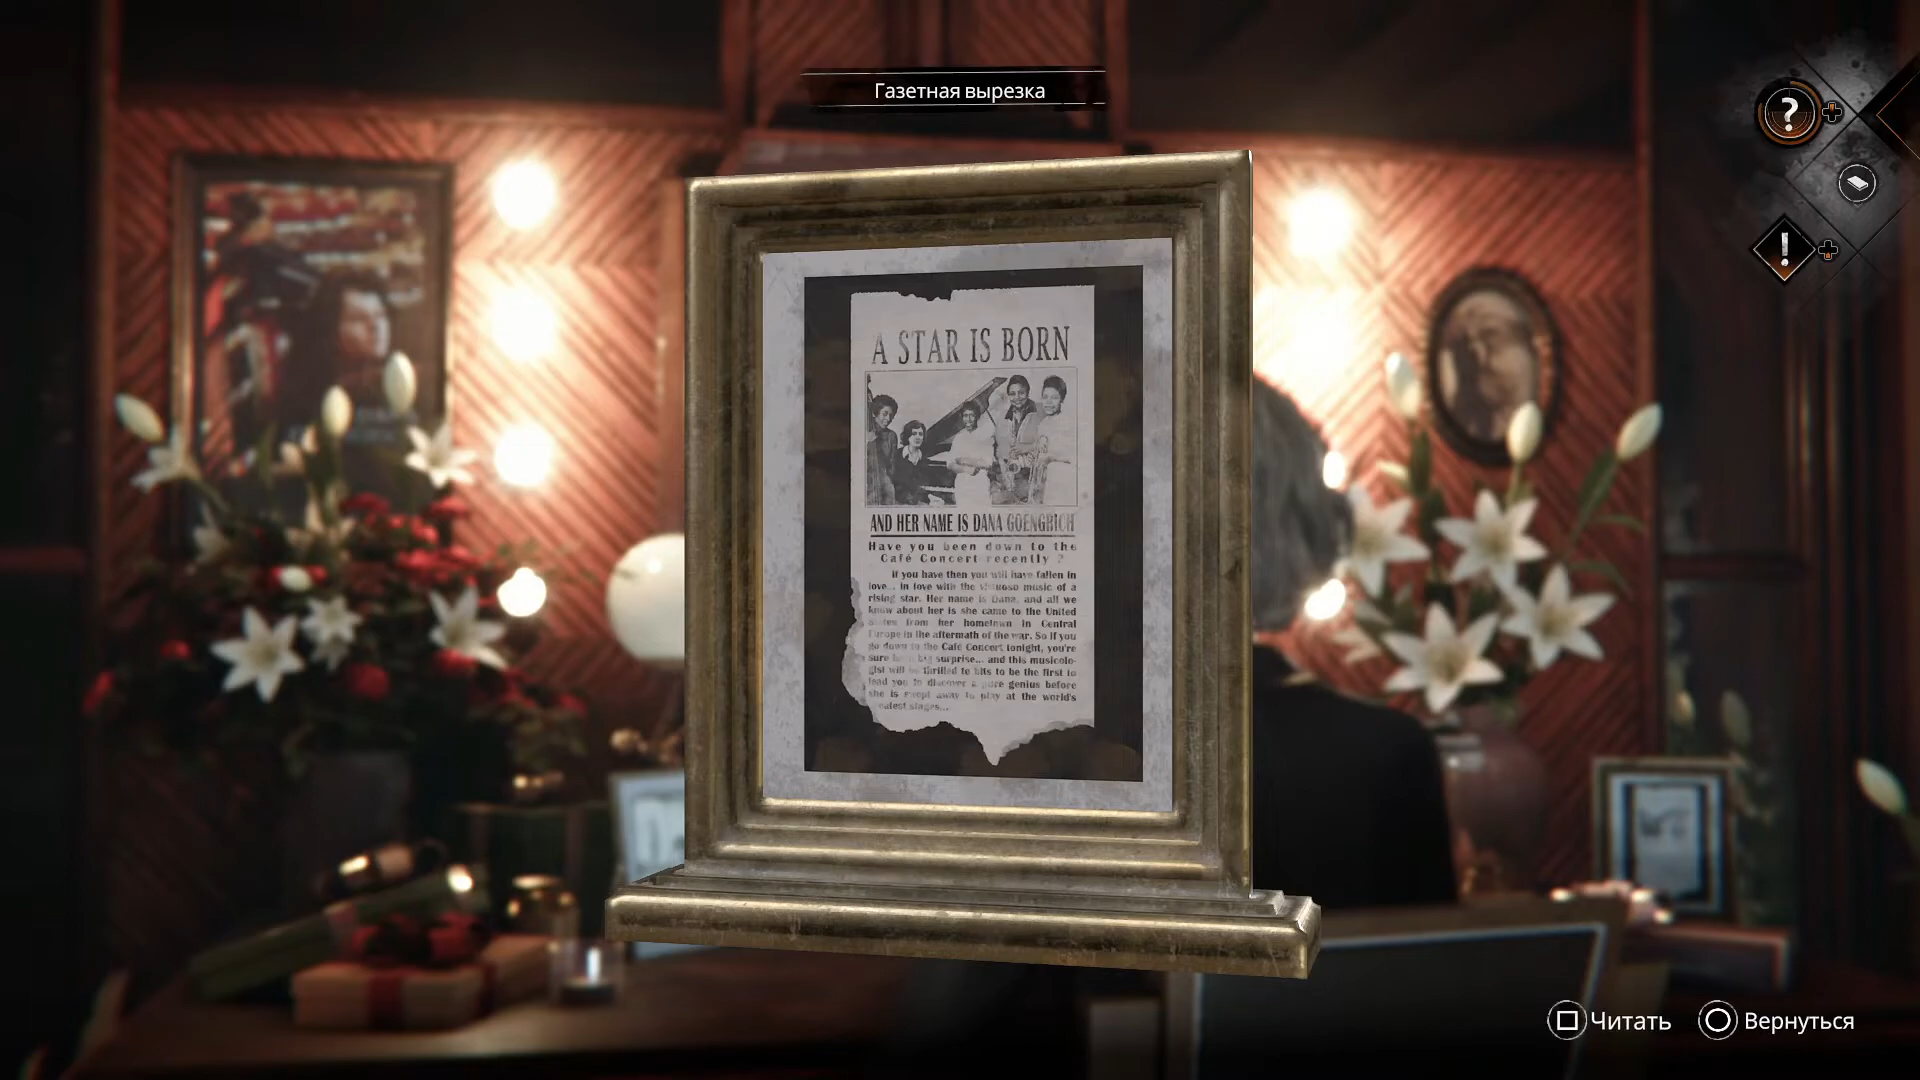 Газетная вырезка
?
!
A STAR IS BORN
AND HER NAME IS DANA GOENGRICH
Have you been down to the
Café Concert recently ?
If you have then you will have fallen in
love... in love with the virtuoso music of a
rising star. Her name is Dana, and all we
know about her is she came to the United
States from her hometown in Central
Europe in the aftermath of the war. So if you
go down to the Café Concert tonight, you're
sure big surprise... and this musicolo-
gist will be thrilled to bits to be the first to
lead you to discover a pure genius before
she is swept away to play at the world's
stages...
Читать
Вернуться